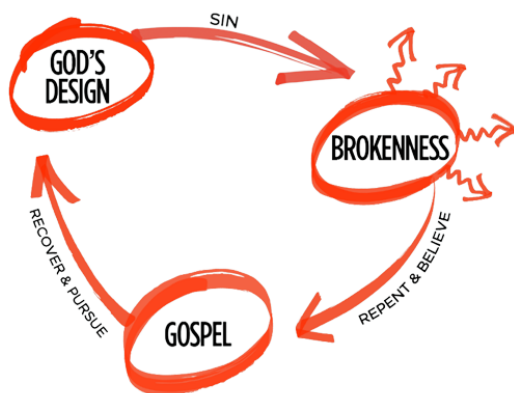 SIN
GOD'S
DESIGN
BROKENNESS
REPENT & BELIEVE
GOSPEL
RECOVER & PURSUE